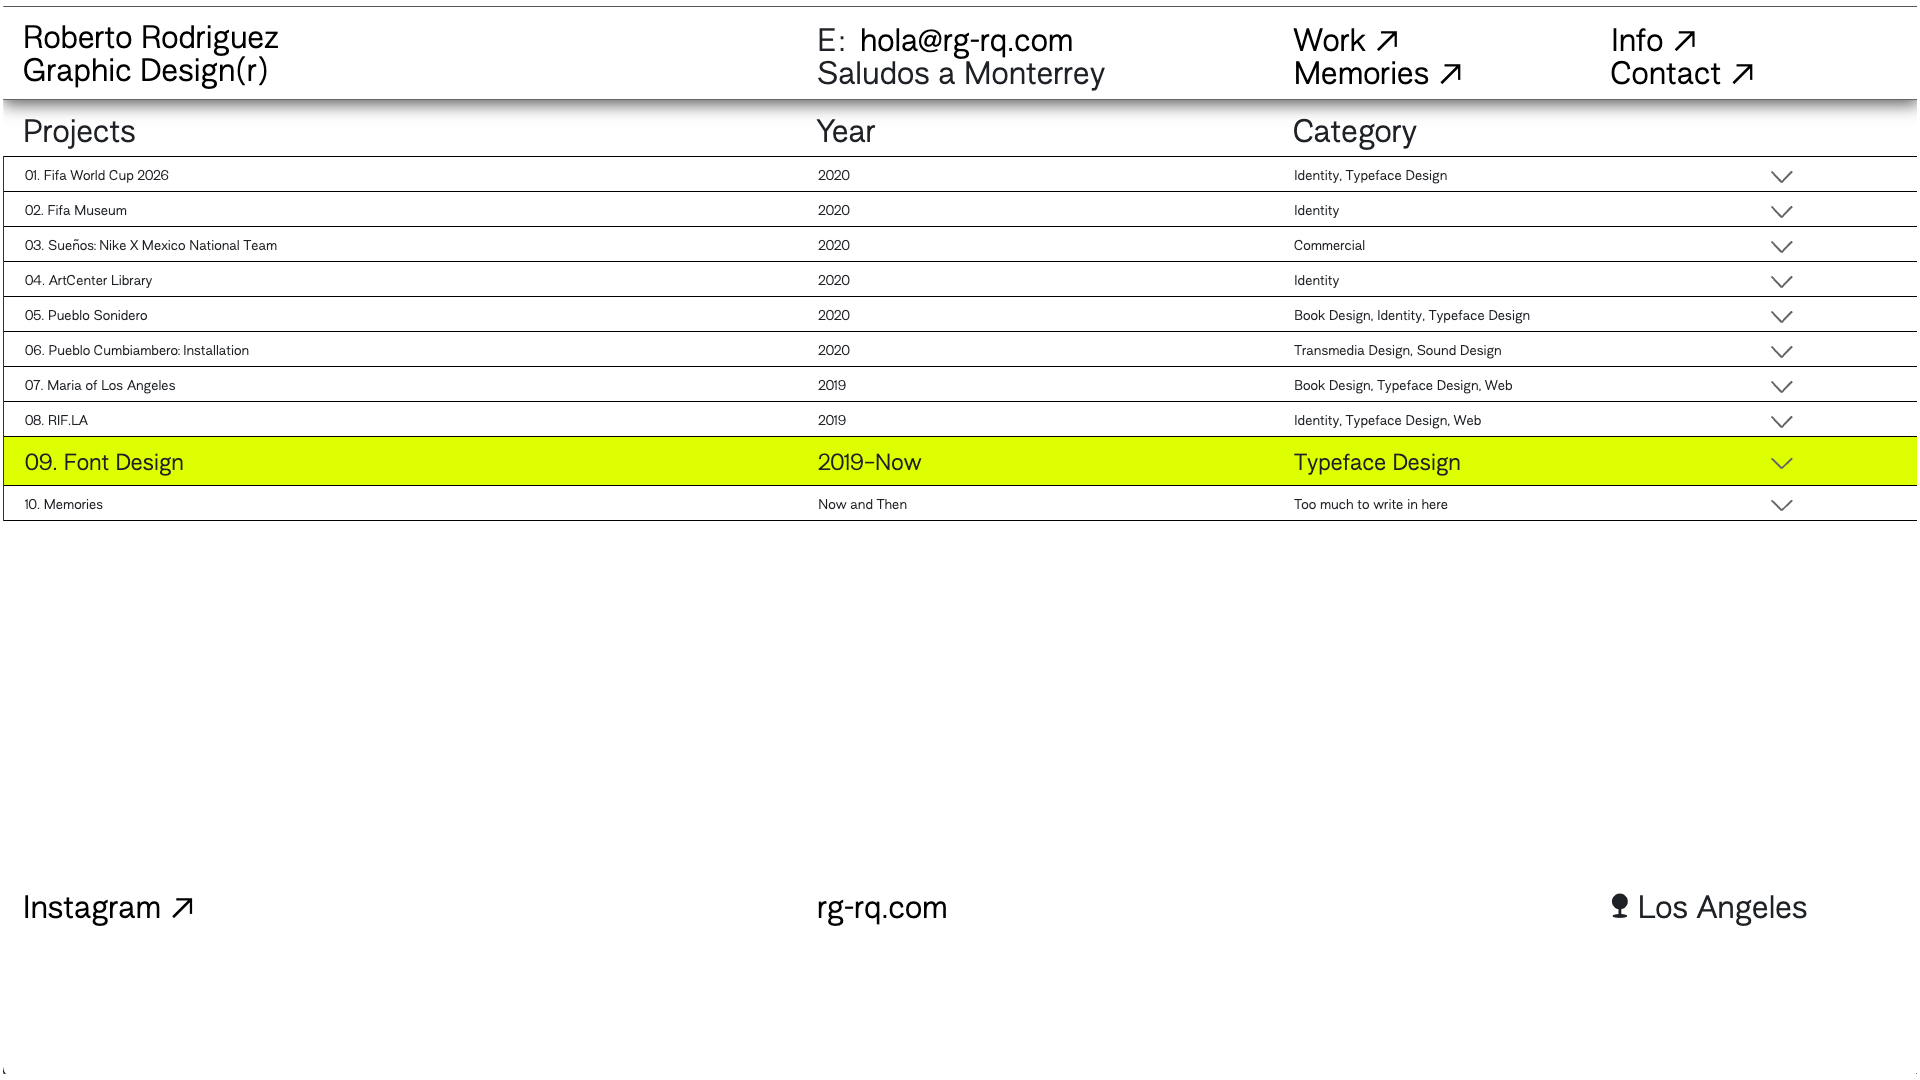 Roberto Rodriguez
Graphic Design(r)
E: hola@rg-rq.com
Saludos a Monterrey
Work ↗
Memories ↗
Info ↗
Contact ↗
Projects Year Category
01. Fifa World Cup 2026 2020 Identity, Typeface Design
02. Fifa Museum 2020 Identity
03. Sueños: Nike X Mexico National Team 2020 Commercial
04. ArtCenter Library 2020 Identity
05. Pueblo Sonidero 2020 Book Design, Identity, Typeface Design
06. Pueblo Cumbiambero: Installation 2020 Transmedia Design, Sound Design
07. Maria of Los Angeles 2019 Book Design, Typeface Design, Web
08. RIF.LA 2019 Identity, Typeface Design, Web
09. Font Design 2019–Now Typeface Design
10. Memories Now and Then Too much to write in here
Instagram ↗ rg-rq.com Los Angeles